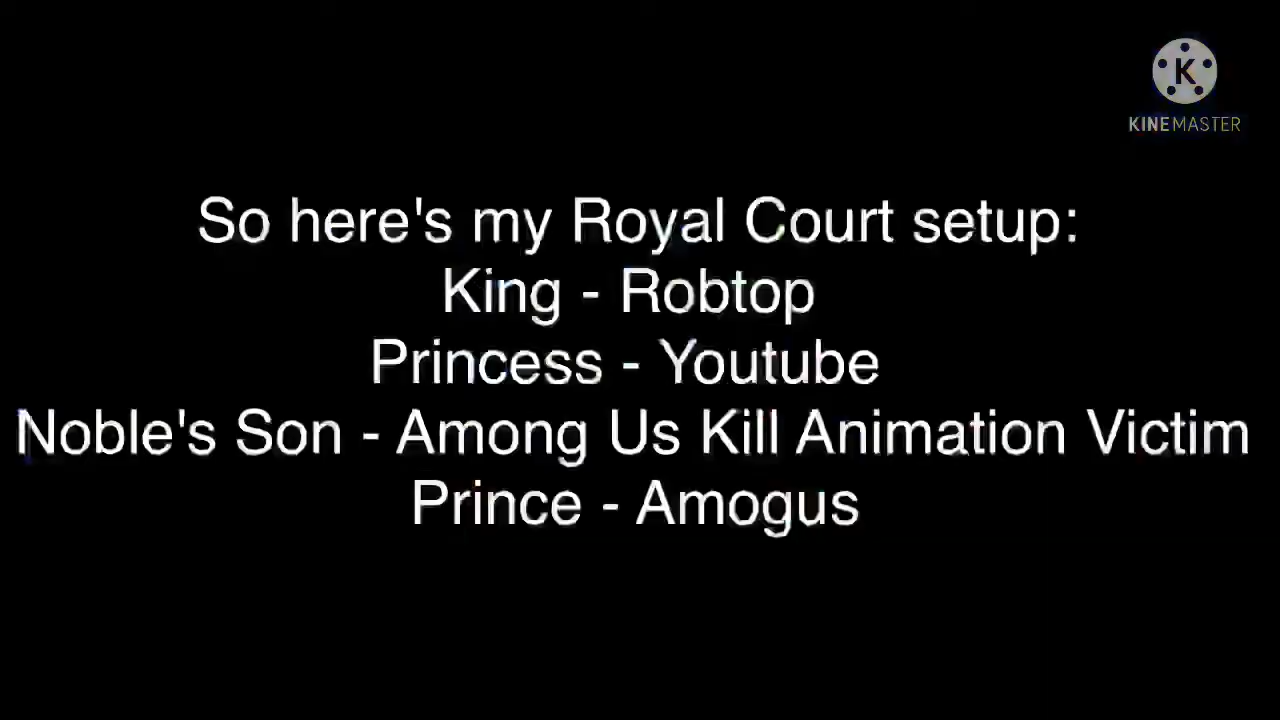 K
KINEMASTER
So here's my Royal Court setup:
King - Robtop
Princess - Youtube
Noble's Son - Among Us Kill Animation Victim
Prince - Amogus